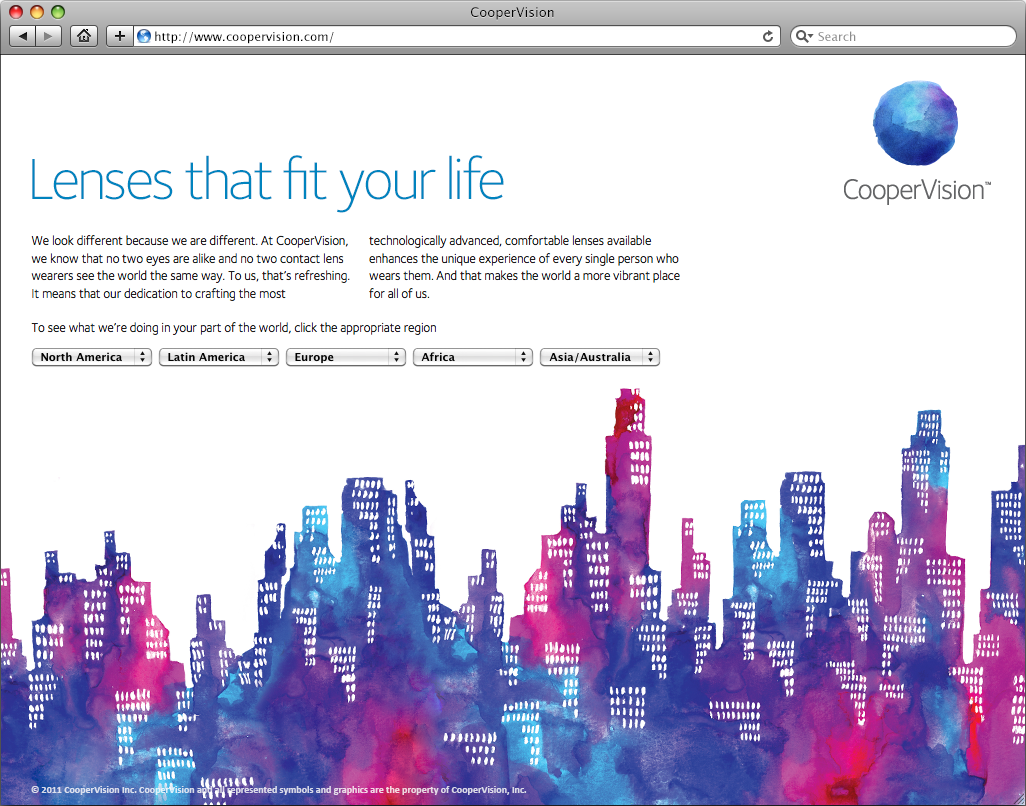 CooperVision
http://www.coopervision.com/
Search
CooperVision™
Lenses that fit your life
We look different because we are different. At CooperVision,
we know that no two eyes are alike and no two contact lens
wearers see the world the same way. To us, that's refreshing.
It means that our dedication to crafting the most
technologically advanced, comfortable lenses available
enhances the unique experience of every single person who
wears them. And that makes the world a more vibrant place
for all of us.
To see what we're doing in your part of the world, click the appropriate region
North America
Latin America
Europe
Africa
Asia/Australia
© 2011 CooperVision Inc. CooperVision and all represented symbols and graphics are the property of CooperVision, Inc.